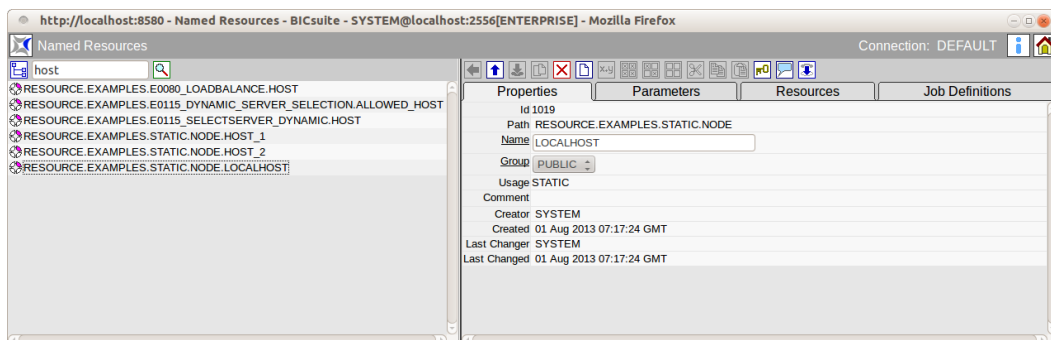 http://localhost:8580 - Named Resources - BICsuite - SYSTEM@localhost:2556[ENTERPRISE] - Mozilla Firefox
Named Resources
Connection: DEFAULT
host
RESOURCE.EXAMPLES.E0080_LOADBALANCE.HOST
RESOURCE.EXAMPLES.E0115_DYNAMIC_SERVER_SELECTION.ALLOWED_HOST
RESOURCE.EXAMPLES.E0115_SELECTSERVER_DYNAMIC.HOST
RESOURCE.EXAMPLES.STATIC.NODE.HOST_1
RESOURCE.EXAMPLES.STATIC.NODE.HOST_2
RESOURCE.EXAMPLES.STATIC.NODE.LOCALHOST
x,y
Properties Parameters Resources Job Definitions
Id 1019
Path RESOURCE.EXAMPLES.STATIC.NODE
Name LOCALHOST
Group PUBLIC
Usage STATIC
Comment
Creator SYSTEM
Created 01 Aug 2013 07:17:24 GMT
Last Changer SYSTEM
Last Changed 01 Aug 2013 07:17:24 GMT